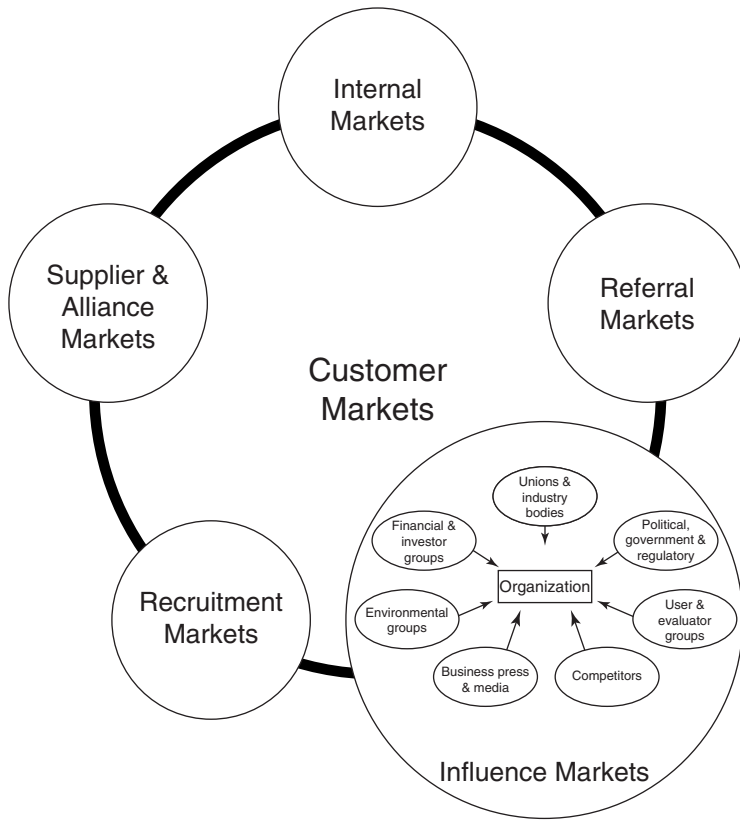 Internal
Markets
Supplier &
Alliance
Markets
Referral
Markets
Customer
Markets
Unions &
industry
bodies
Financial &
investor
groups
Political,
government &
regulatory
Organization
Environmental
groups
User &
evaluator
groups
Recruitment
Markets
Business press
& media
Competitors
Influence Markets